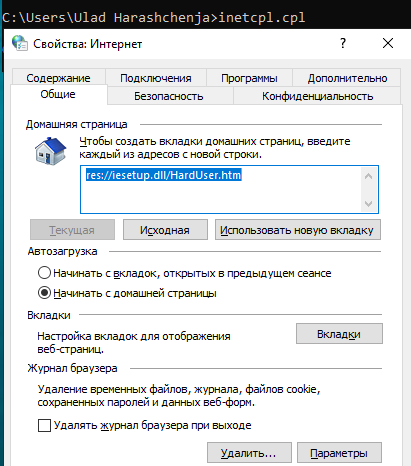 C:\Users\Ulad Harashchenja>inetcpl.cpl
Свойства: Интернет
Содержание Подключения Программы Дополнительно
Общие Безопасность Конфиденциальность
Домашняя страница
Чтобы создать вкладки домашних страниц, введите
каждый из адресов с новой строки.
res://iesetup.dll/HardUser.htm
Текущая Исходная Использовать новую вкладку
Автозагрузка
Начинать с вкладок, открытых в предыдущем сеансе
Начинать с домашней страницы
Вкладки
Настройка вкладок для отображения
веб-страниц.
Вкладки
Журнал браузера
Удаление временных файлов, журнала, файлов cookie,
сохраненных паролей и данных веб-форм.
Удалять журнал браузера при выходе
Удалить... Параметры